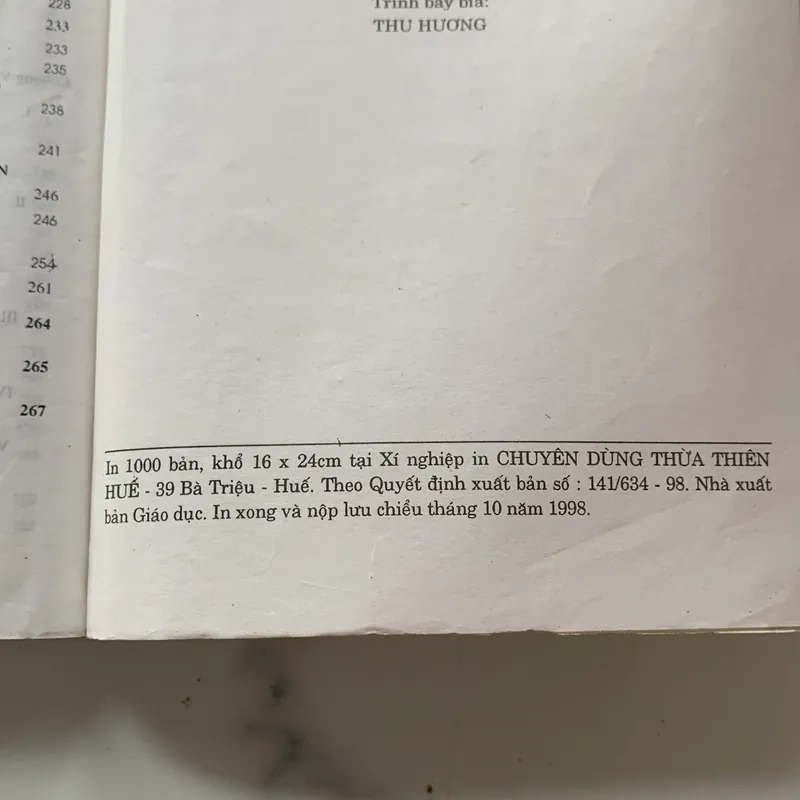 228
233
233
235
238
241
N
246
246
254
261
264
265
267
Trình bày bìa:
THU HƯƠNG
In 1000 bản, khổ 16 x 24cm tại Xí nghiệp in CHUYÊN DÙNG THỪA THIÊN
HUẾ - 39 Bà Triệu - Huế. Theo Quyết định xuất bản số : 141/634 - 98. Nhà xuất
bản Giáo dục. In xong và nộp lưu chiểu tháng 10 năm 1998.